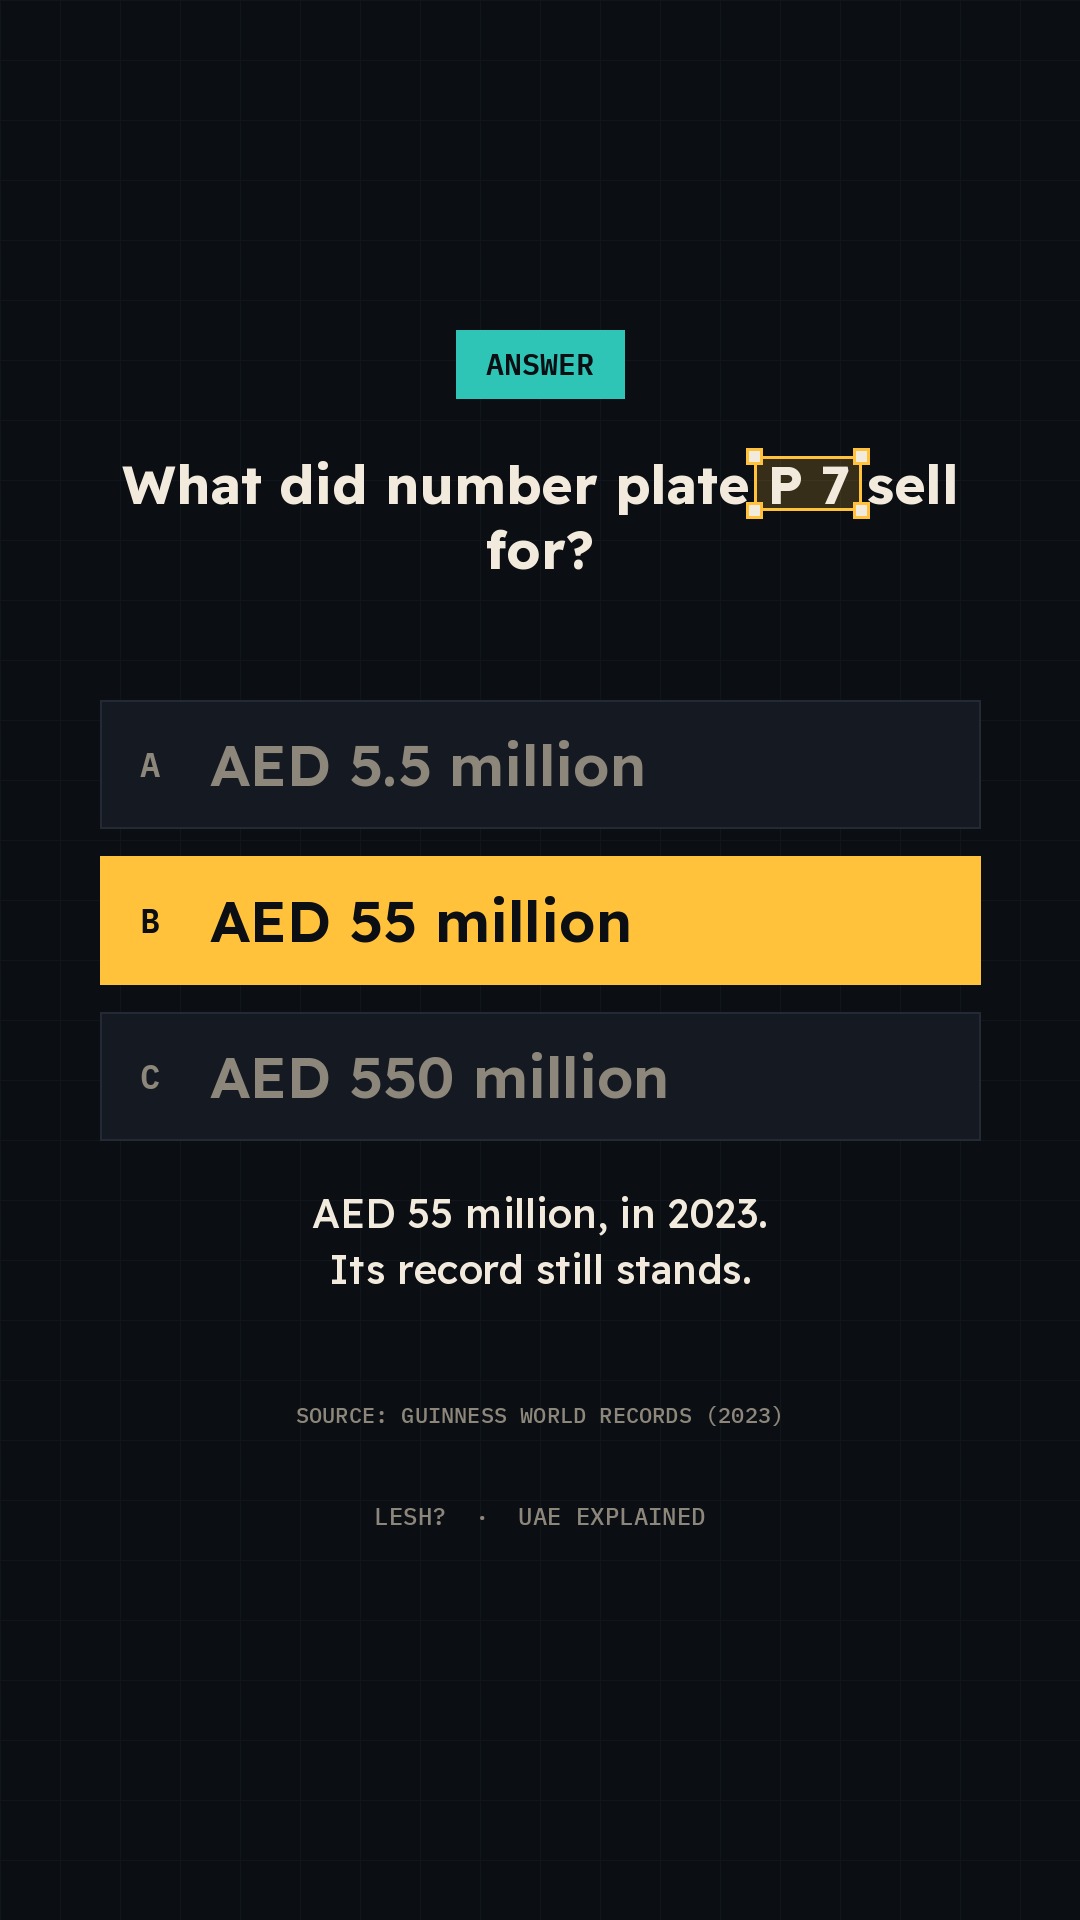 ANSWER
What did number plate P 7 sell
for?
A AED 5.5 million
B AED 55 million
C AED 550 million
AED 55 million, in 2023.
Its record still stands.
SOURCE: GUINNESS WORLD RECORDS (2023)
LESH? · UAE EXPLAINED